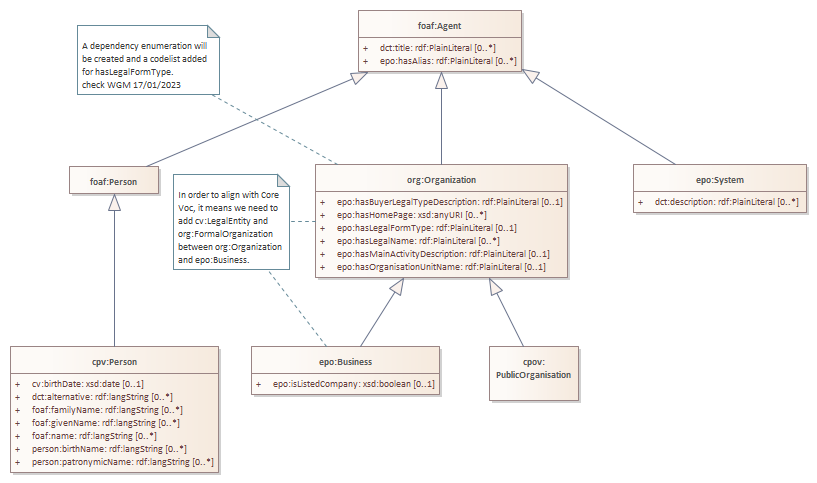 foaf:Agent
+ dct:title: rdf:PlainLiteral [0..*]
+ epo:hasAlias: rdf:PlainLiteral [0..*]
A dependency enumeration will
be created and a codelist added
for hasLegalFormType.
check WGM 17/01/2023
foaf:Person
In order to align with Core
Voc, it means we need to
add cv:LegalEntity and
org:FormalOrganization
between org:Organization
and epo:Business.
org:Organization
+ epo:hasBuyerLegalTypeDescription: rdf:PlainLiteral [0..1]
+ epo:hasHomePage: xsd:anyURI [0..*]
+ epo:hasLegalFormType: rdf:PlainLiteral [0..1]
+ epo:hasLegalName: rdf:PlainLiteral [0..*]
+ epo:hasMainActivityDescription: rdf:PlainLiteral [0..1]
+ epo:hasOrganisationUnitName: rdf:PlainLiteral [0..1]
epo:System
+ dct:description: rdf:PlainLiteral [0..*]
cpv:Person
+ cv:birthDate: xsd:date [0..1]
+ dct:alternative: rdf:langString [0..*]
+ foaf:familyName: rdf:langString [0..*]
+ foaf:givenName: rdf:langString [0..*]
+ foaf:name: rdf:langString [0..*]
+ person:birthName: rdf:langString [0..*]
+ person:patronymicName: rdf:langString [0..*]
epo:Business
+ epo:isListedCompany: xsd:boolean [0..1]
cpov:
PublicOrganisation